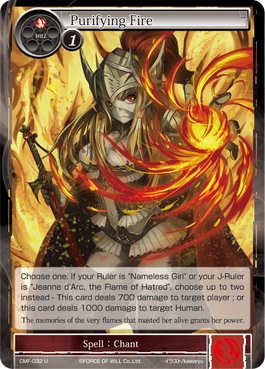 Purifying Fire
WILL
1
Choose one. If your Ruler is "Nameless Girl" or your J-Ruler
is "Jeanne d'Arc, the Flame of Hatred", choose up to two
instead - This card deals 700 damage to target player ; or
this card deals 1000 damage to target Human.
The memories of the very flames that roasted her alive grants her power.
Spell : Chant
CMF-032 U
©FORCE OF WILL Co.,Ltd.
イラスト/kawaryu